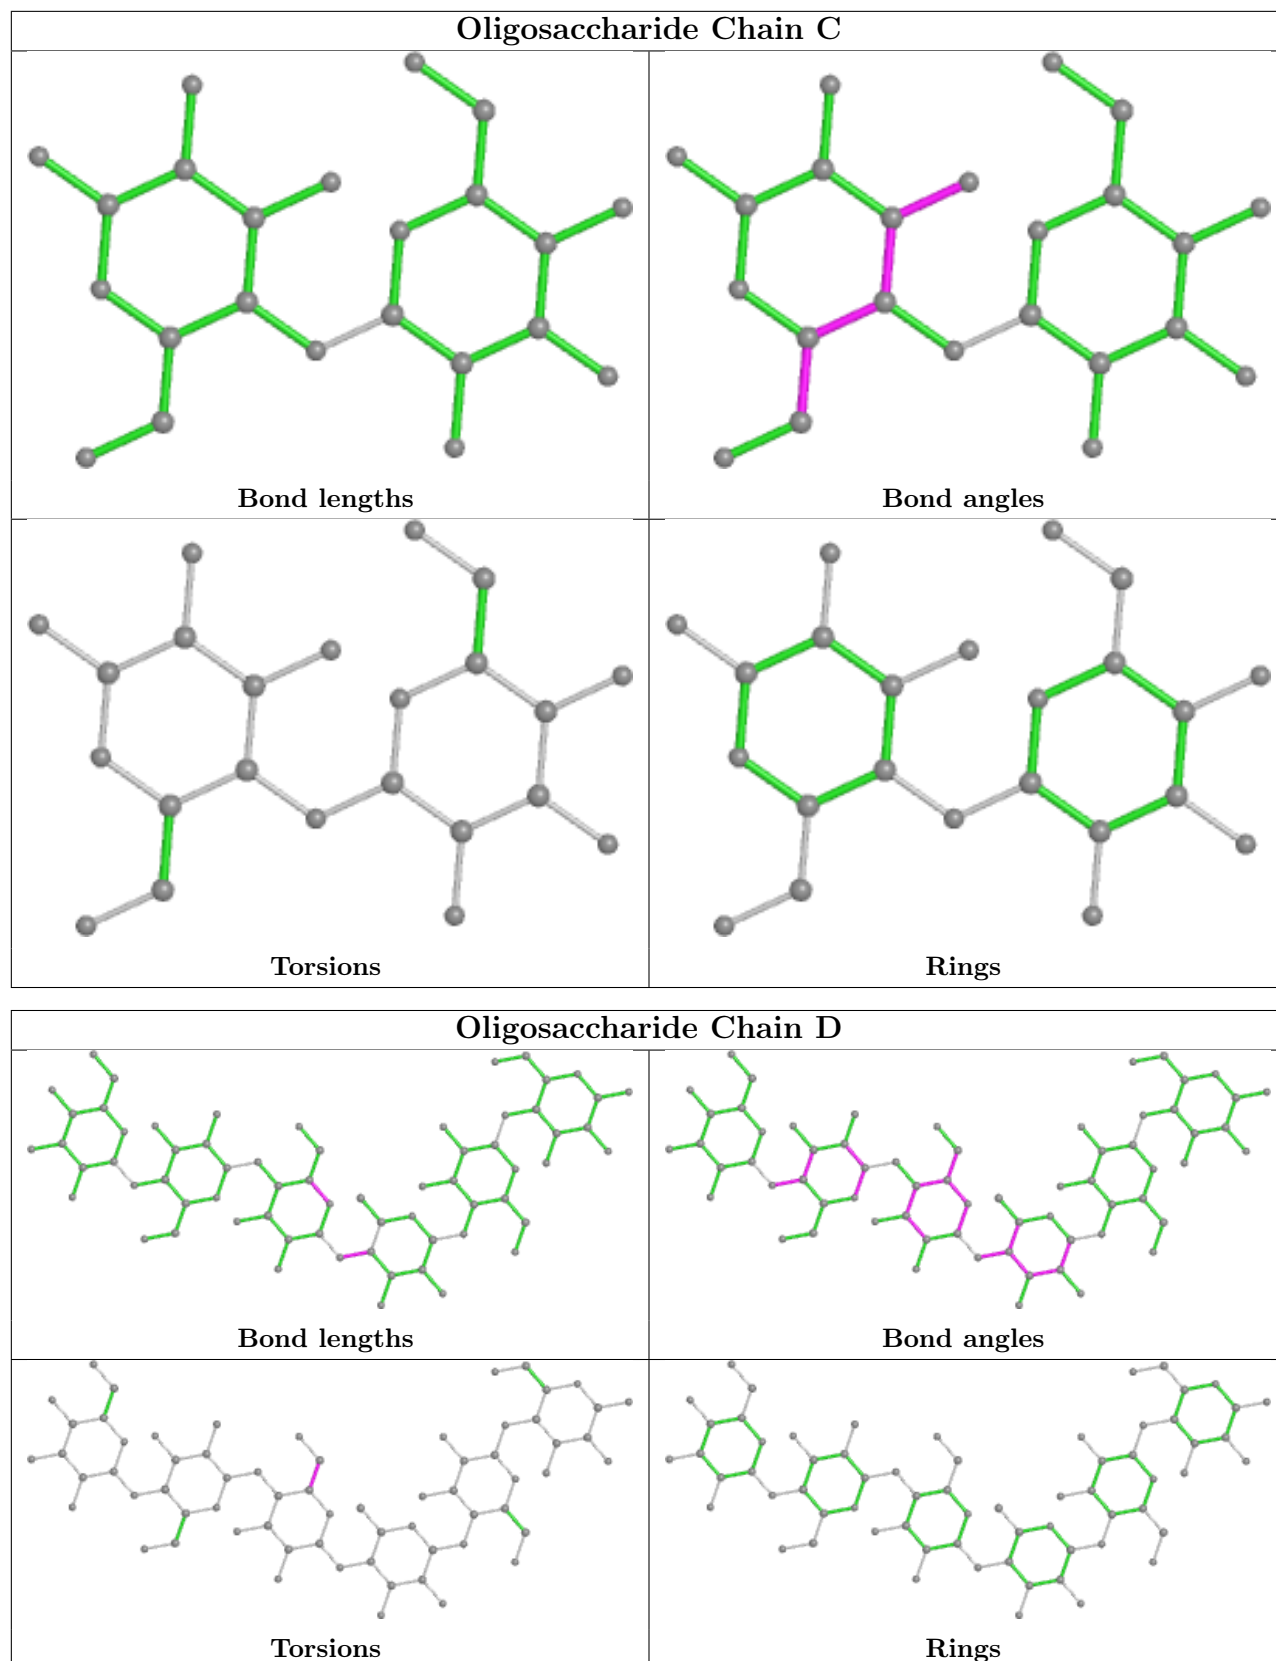 Oligosaccharide Chain C
Bond lengths
Bond angles
Torsions
Rings
Oligosaccharide Chain D
Bond lengths
Bond angles
Torsions
Rings